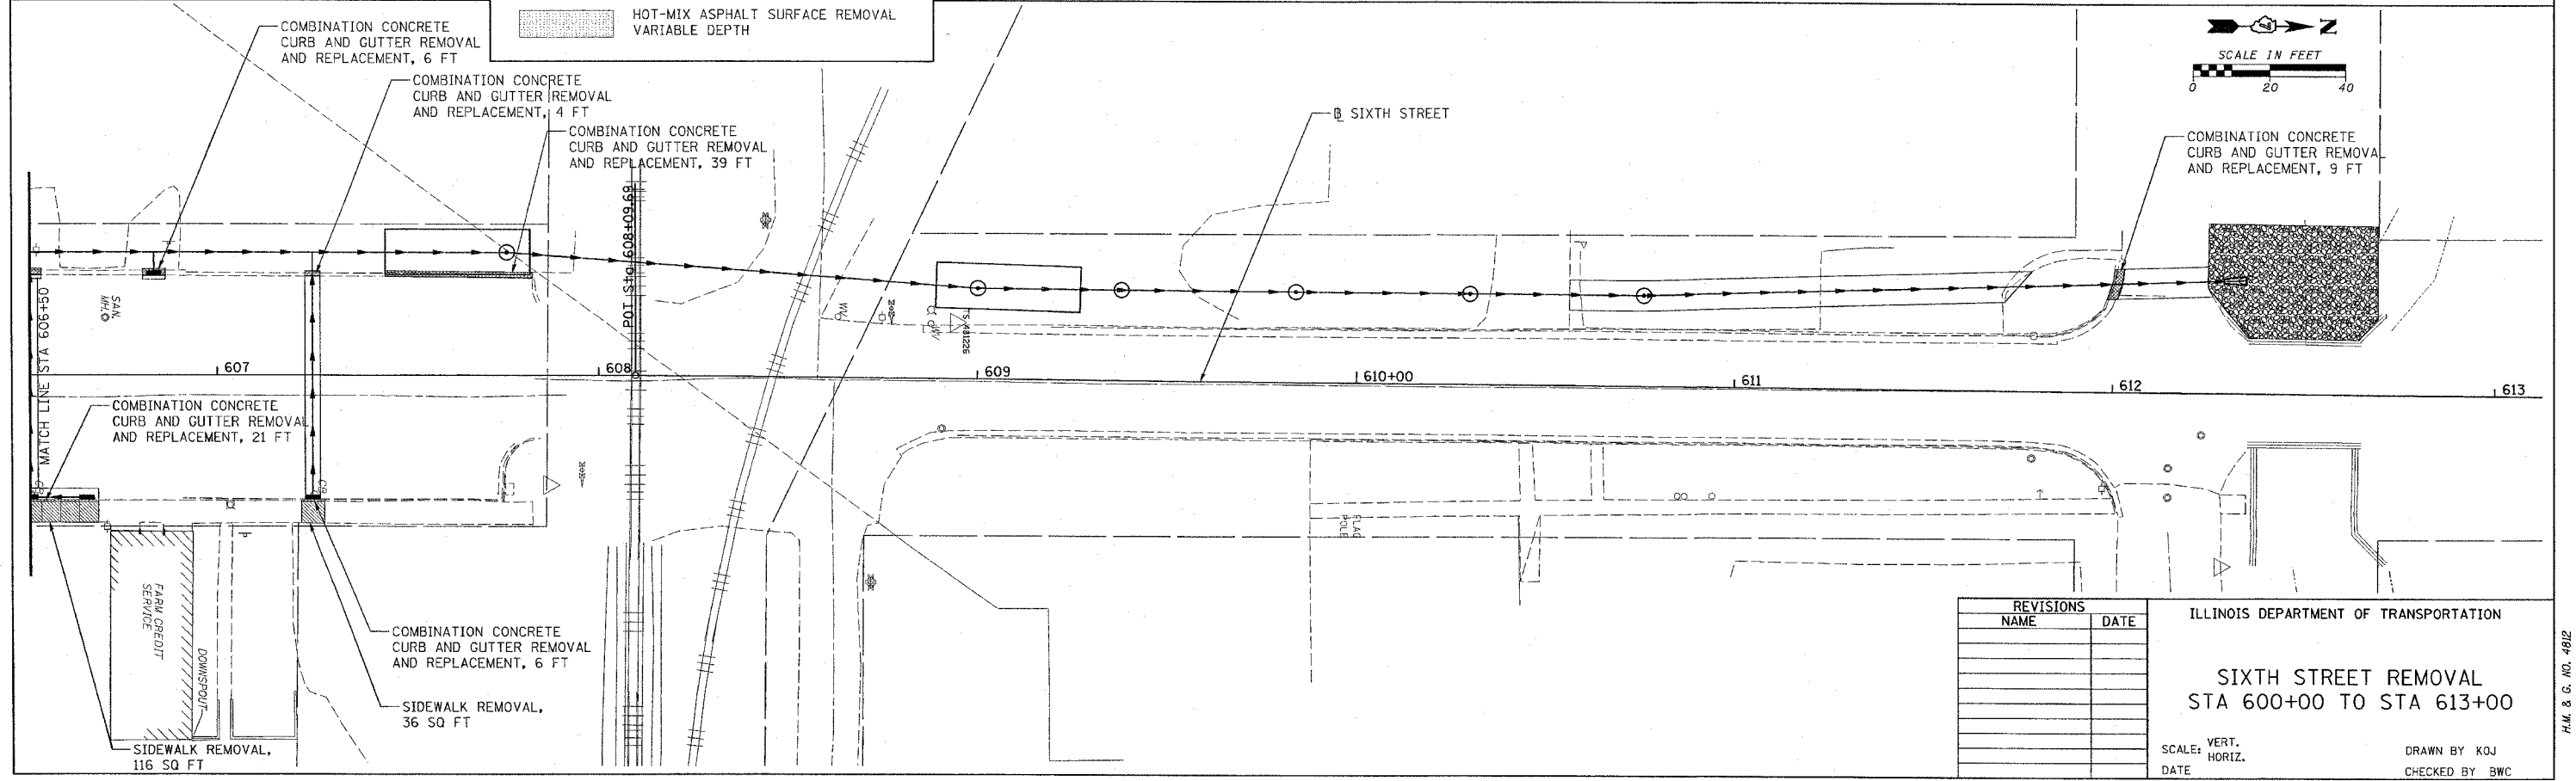 HOT-MIX ASPHALT SURFACE REMOVAL
VARIABLE DEPTH
COMBINATION CONCRETE
CURB AND GUTTER REMOVAL
AND REPLACEMENT, 6 FT
COMBINATION CONCRETE
CURB AND GUTTER REMOVAL
AND REPLACEMENT, 4 FT
COMBINATION CONCRETE
CURB AND GUTTER REMOVAL
AND REPLACEMENT, 39 FT
SIXTH STREET
N
SCALE IN FEET
0 20 40
COMBINATION CONCRETE
CURB AND GUTTER REMOVAL
AND REPLACEMENT, 9 FT
MATCH LINE STA 606+50
SAN.
MH.
POT Sta 608+09.69
WV
TS 481226
607
608
609
610+00
611
612
613
COMBINATION CONCRETE
CURB AND GUTTER REMOVAL
AND REPLACEMENT, 21 FT
CB
FLAG
POLE
FARM CREDIT
SERVICE
DOWNSPOUT
COMBINATION CONCRETE
CURB AND GUTTER REMOVAL
AND REPLACEMENT, 6 FT
SIDEWALK REMOVAL,
36 SQ FT
SIDEWALK REMOVAL,
116 SQ FT
REVISIONS
NAME DATE
ILLINOIS DEPARTMENT OF TRANSPORTATION
SIXTH STREET REMOVAL
STA 600+00 TO STA 613+00
SCALE: VERT.
HORIZ.
DATE
DRAWN BY KOJ
CHECKED BY BWC
H.M. & G. NO. 4812